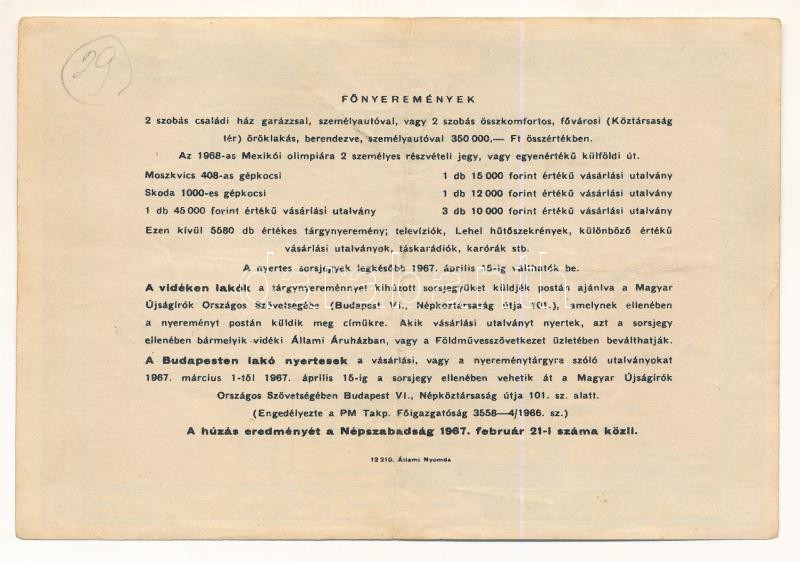 29
FŐNYEREMÉNYEK
2 szobás családi ház garázzsal, személyautóval, vagy 2 szobás összkomfortos, fővárosi (Köztársaság
tér) öröklakás, berendezve, személyautóval 350 000,— Ft összértékben.
Az 1968-as Mexikói olimpiára 2 személyes részvételi jegy, vagy egyenértékű külföldi út.
Moszkvics 408-as gépkocsi 1 db 15 000 forint értékű vásárlási utalvány
Skoda 1000-es gépkocsi 1 db 12 000 forint értékű vásárlási utalvány
1 db 45 000 forint értékű vásárlási utalvány 3 db 10 000 forint értékű vásárlási utalvány
Ezen kívül 5580 db értékes tárgynyeremény; televíziók, Lehel hűtőszekrények, különböző értékű
vásárlási utalványok, táskarádiók, karórák stb.
A nyertes sorsjegyek legkésőbb 1967. április 15-ig válthatók be.
A vidéken lakók a tárgynyereménnyel kihúzott sorsjegyüket küldjék postán ajánlva a Magyar
Újságírók Országos Szövetségébe (Budapest VI., Népköztársaság útja 101.), amelynek ellenében
a nyereményt postán küldik meg címükre. Akik vásárlási utalványt nyertek, azt a sorsjegy
ellenében bármelyik vidéki Állami Áruházban, vagy a Földművesszövetkezet üzletében beválthatják.
A Budapesten lakó nyertesek a vásárlási, vagy a nyereménytárgyra szóló utalványokat
1967. március 1-től 1967. április 15-ig a sorsjegy ellenében vehetik át a Magyar Újságírók
Országos Szövetségében Budapest VI., Népköztársaság útja 101. sz. alatt.
(Engedélyezte a PM Takp. Főigazgatóság 3558—4/1966. sz.)
A húzás eredményét a Népszabadság 1967. február 21-i száma közli.
12 210. Állami Nyomda